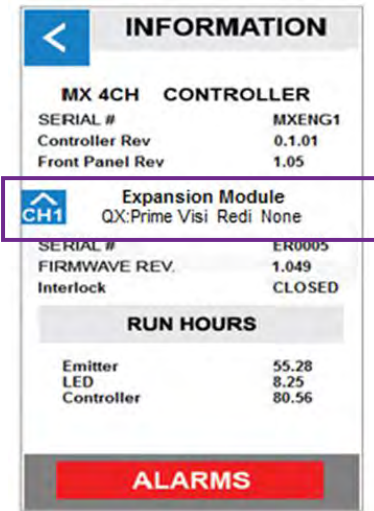 INFORMATION
MX 4CH CONTROLLER
SERIAL # MXENG1
Controller Rev 0.1.01
Front Panel Rev 1.05
CH1
Expansion Module
QX:Prime Visi Redi None
SERIAL # ER0005
FIRMWAVE REV. 1.049
Interlock CLOSED
RUN HOURS
Emitter 55.28
LED 8.25
Controller 80.56
ALARMS